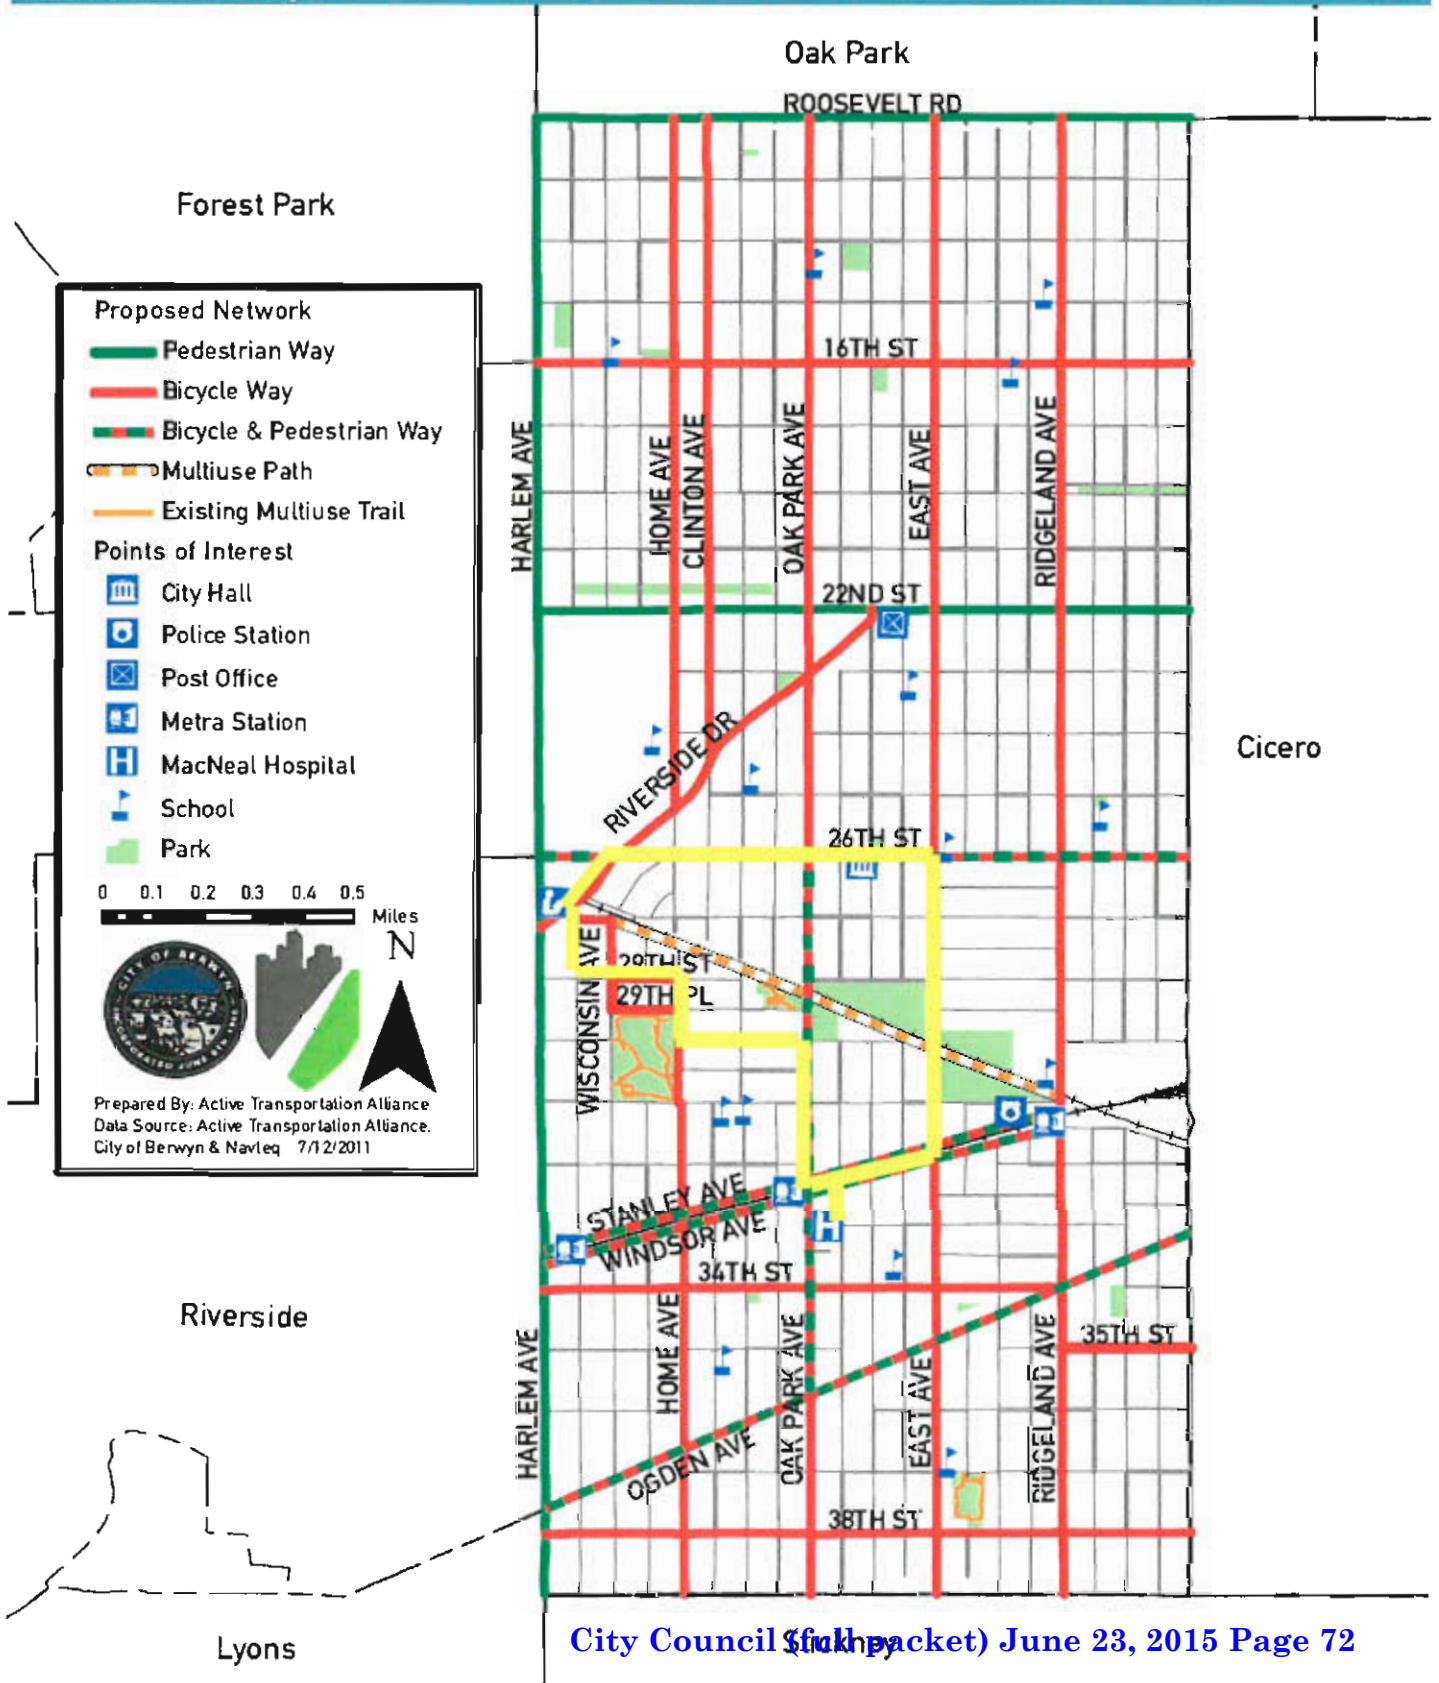 Oak Park
ROOSEVELT RD
Forest Park
Proposed Network
Pedestrian Way
Bicycle Way
Bicycle & Pedestrian Way
Multiuse Path
Existing Multiuse Trail
Points of Interest
City Hall
Police Station
Post Office
Metra Station
MacNeal Hospital
School
Park
0 0.1 0.2 0.3 0.4 0.5
Miles
N
CITY OF BERWYN
Prepared By: Active Transportation Alliance
Data Source: Active Transportation Alliance.
City of Berwyn & Navteq 7/12/2011
16TH ST
HARLEM AVE
HOME AVE
CLINTON AVE
OAK PARK AVE
EAST AVE
RIDGELAND AVE
22ND ST
RIVERSIDE DR
Cicero
26TH ST
WISCONSIN AVE
29TH ST
29TH PL
STANLEY AVE
WINDSOR AVE
H
34TH ST
Riverside
35TH ST
HARLEM AVE
HOME AVE
OAK PARK AVE
EAST AVE
RIDGELAND AVE
OGDEN AVE
38TH ST
Lyons
Stickney
City Council (full packet) June 23, 2015 Page 72